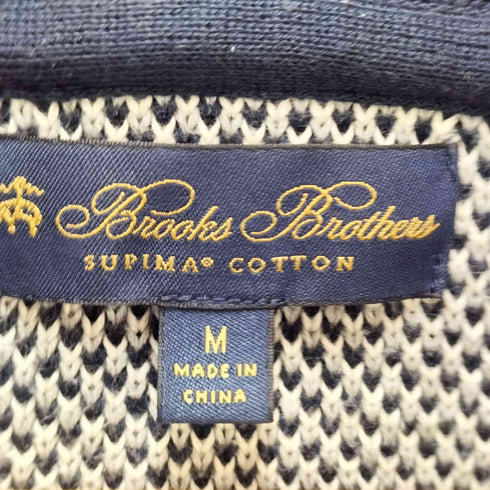 Brooks Brothers
SUPIMA® COTTON
M
MADE IN
CHINA